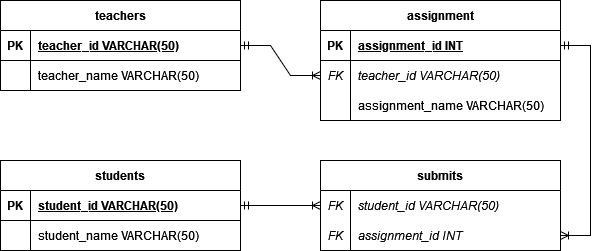 teachers
PK teacher_id VARCHAR(50)
teacher_name VARCHAR(50)
assignment
PK assignment_id INT
FK teacher_id VARCHAR(50)
assignment_name VARCHAR(50)
students
PK student_id VARCHAR(50)
student_name VARCHAR(50)
submits
FK student_id VARCHAR(50)
FK assignment_id INT